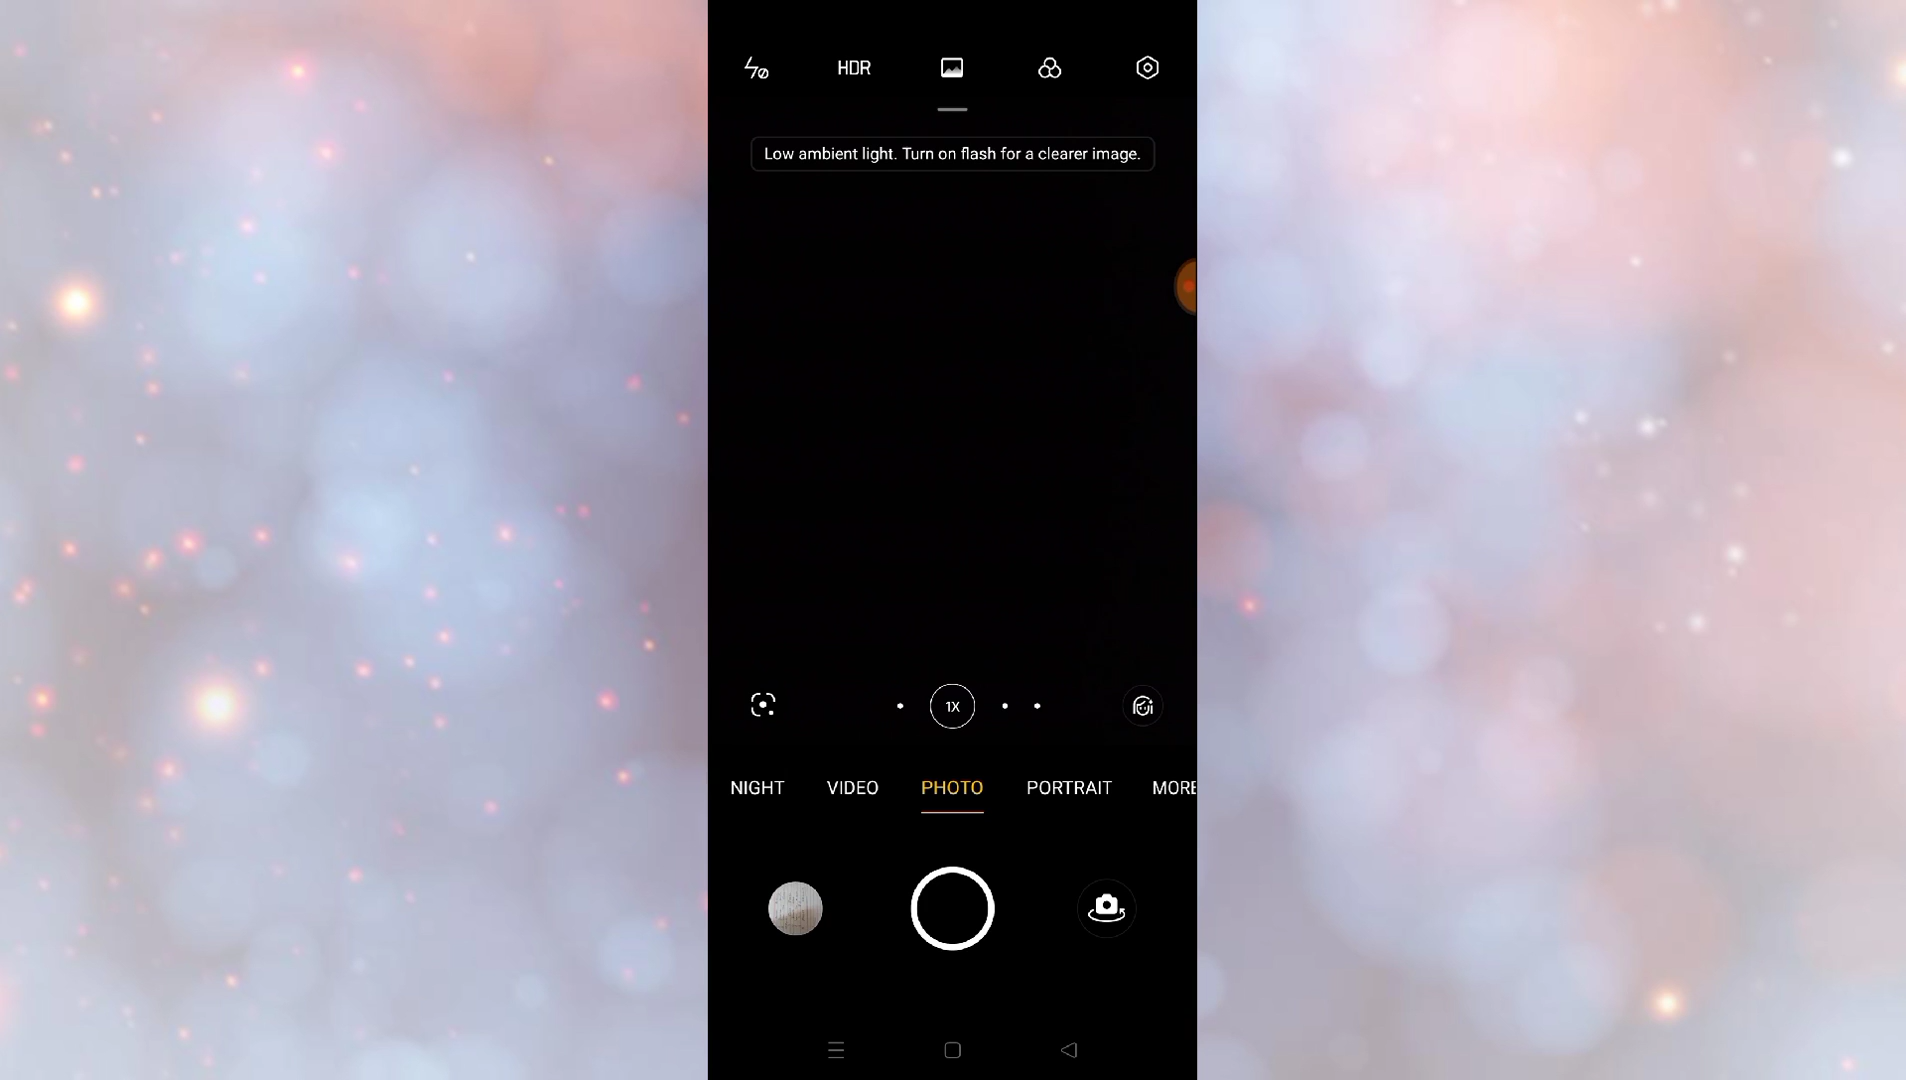 HDR
Low ambient light. Turn on flash for a clearer image.
1X
NIGHT VIDEO PHOTO PORTRAIT MORE